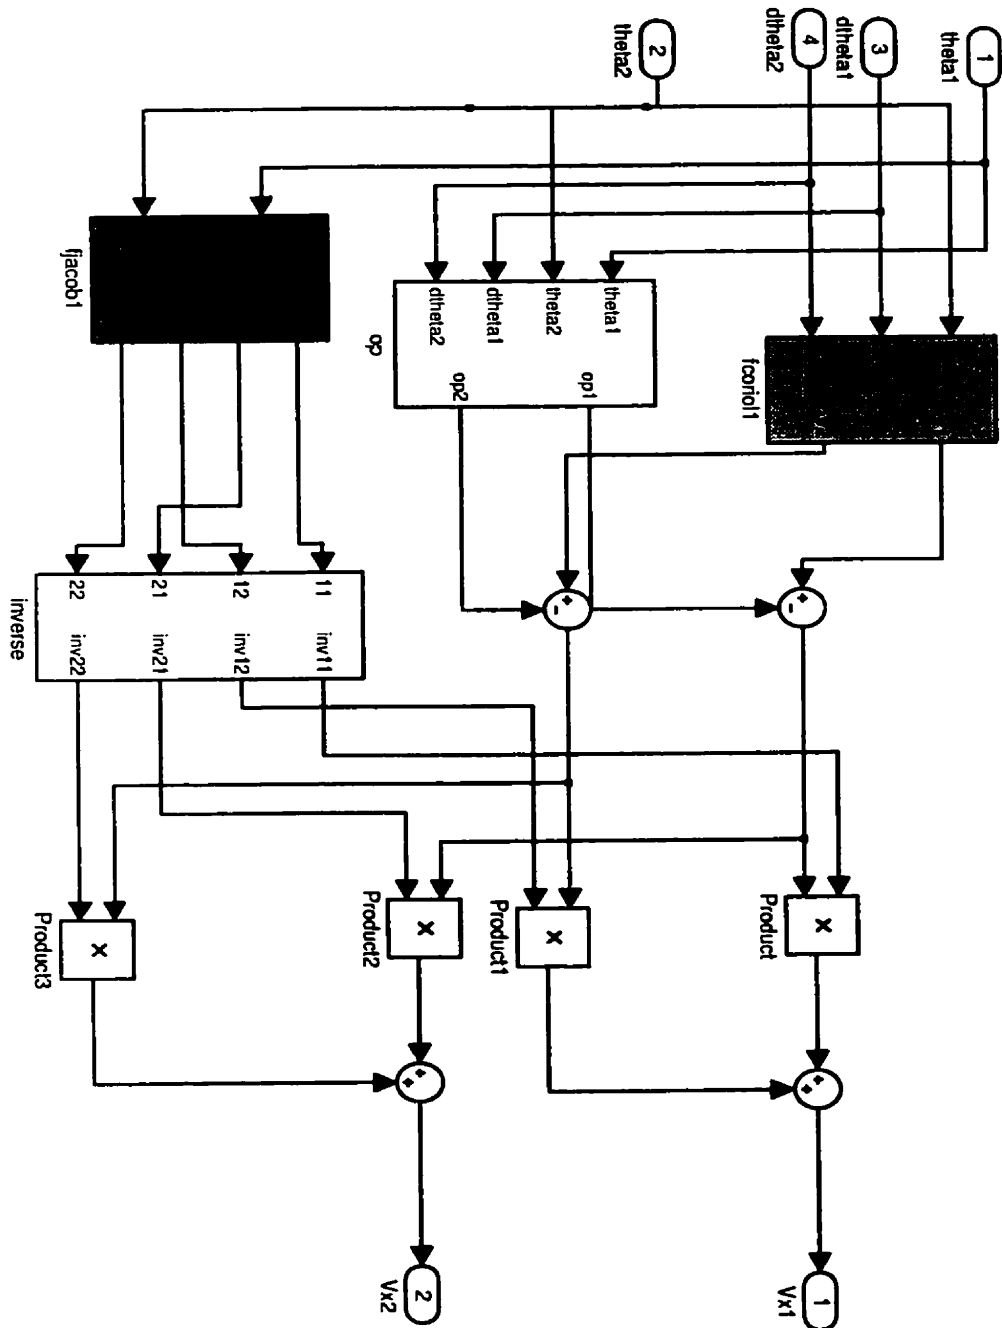 1
theta1
3
dtheta1
4
dtheta2
2
theta2
fcoriol1
theta1
theta2
dtheta1
dtheta2
op1
op2
op
fjacob1
11
12
21
22
inv11
inv12
inv21
inv22
inverse
+
-
+
-
x
Product
x
Product1
x
Product2
x
Product3
+
+
+
+
1
Vx1
2
Vx2